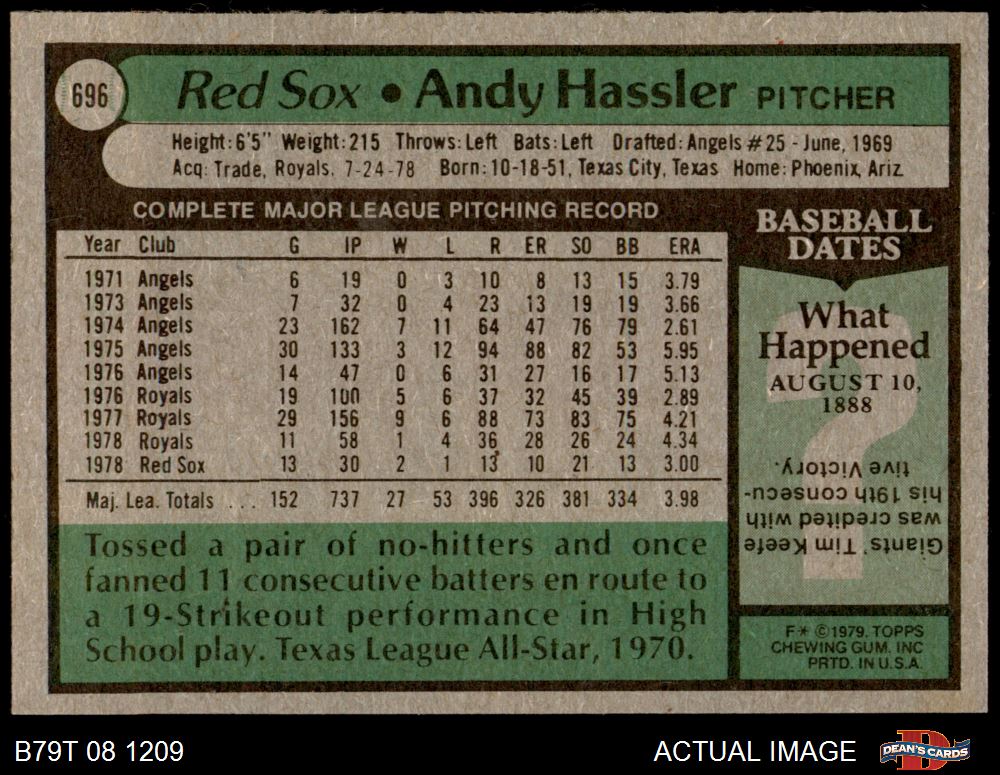 696
Red Sox • Andy Hassler PITCHER
Height: 6'5" Weight: 215 Throws: Left Bats: Left Drafted: Angels #25 - June, 1969
Acq: Trade, Royals, 7-24-78 Born: 10-18-51, Texas City, Texas Home: Phoenix, Ariz.
COMPLETE MAJOR LEAGUE PITCHING RECORD
Year Club G IP W L R ER SO BB ERA
1971 Angels 6 19 0 3 10 8 13 15 3.79
1973 Angels 7 32 0 4 23 13 19 19 3.66
1974 Angels 23 162 7 11 64 47 76 79 2.61
1975 Angels 30 133 3 12 94 88 82 53 5.95
1976 Angels 14 47 0 6 31 27 16 17 5.13
1976 Royals 19 100 5 6 37 32 45 39 2.89
1977 Royals 29 156 9 6 88 73 83 75 4.21
1978 Royals 11 58 1 4 36 28 26 24 4.34
1978 Red Sox 13 30 2 1 13 10 21 13 3.00
Maj. Lea. Totals ... 152 737 27 53 396 326 381 334 3.98
Tossed a pair of no-hitters and once
fanned 11 consecutive batters en route to
a 19-Strikeout performance in High
School play. Texas League All-Star, 1970.
BASEBALL
DATES
What
Happened
AUGUST 10,
1888
?
Giants' Tim Keefe
was credited with
his 19th consecu-
tive Victory.
F* ©1979. TOPPS
CHEWING GUM, INC
PRTD. IN U.S.A.
B79T 08 1209
ACTUAL IMAGE
D
DEAN'S CARDS